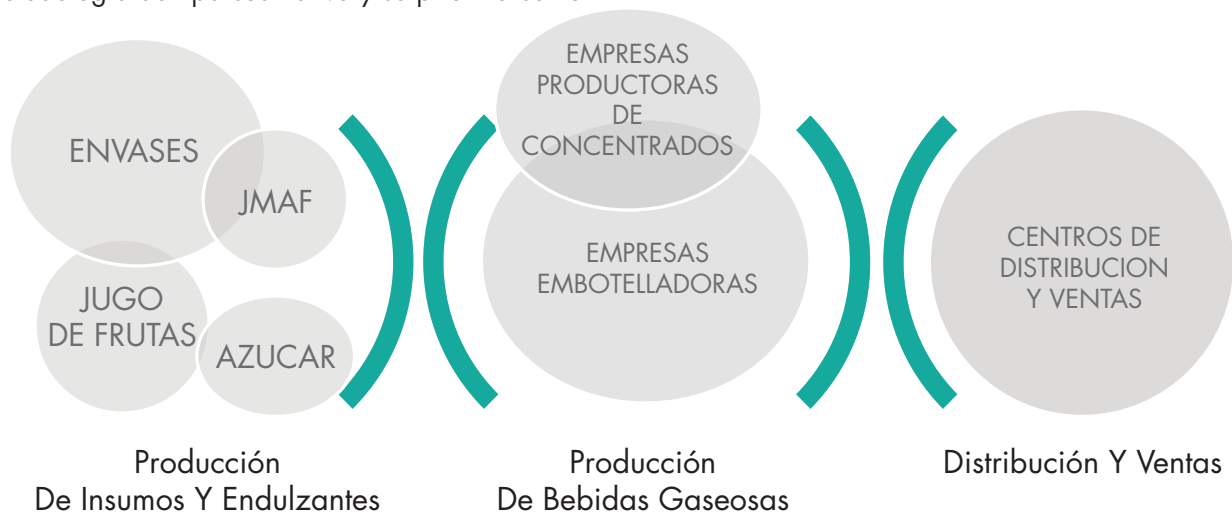 ENVASES
JMAF
JUGO
DE FRUTAS
AZUCAR
Producción
De Insumos Y Endulzantes
EMPRESAS
PRODUCTORAS
DE
CONCENTRADOS
EMPRESAS
EMBOTELLADORAS
Producción
De Bebidas Gaseosas
CENTROS DE
DISTRIBUCION
Y VENTAS
Distribución Y Ventas